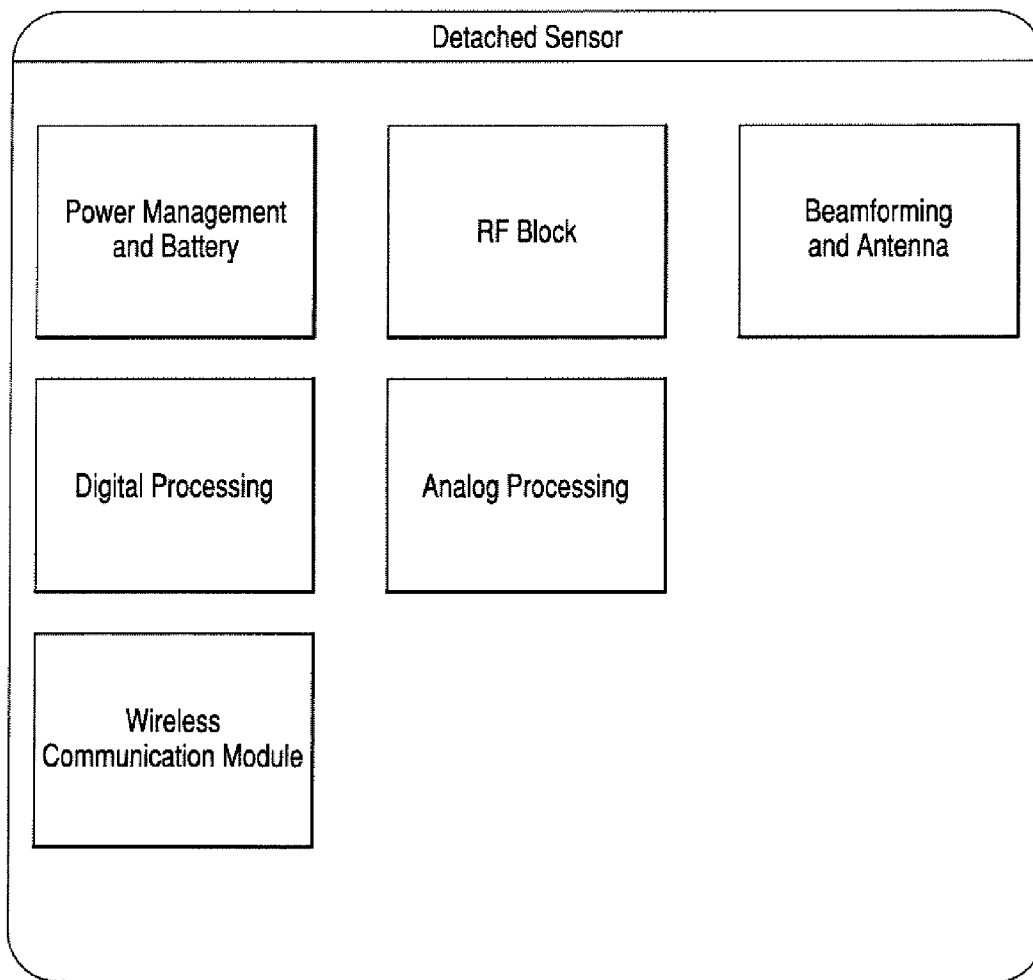 Detached Sensor
Power Management
and Battery
RF Block
Beamforming
and Antenna
Digital Processing
Analog Processing
Wireless
Communication Module